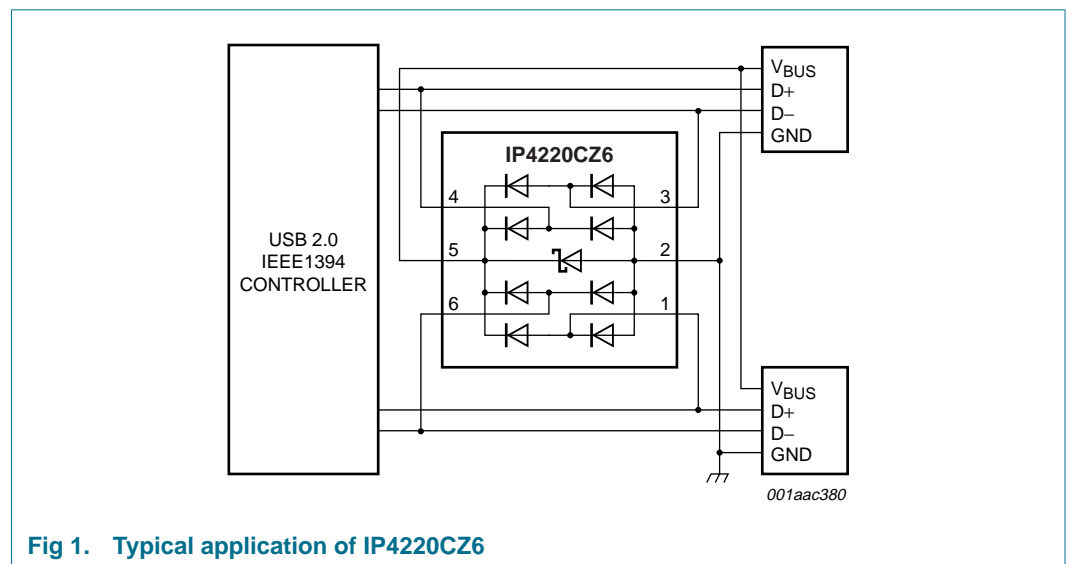 VBUS
D+
D−
GND
IP4220CZ6
4
3
5
2
6
1
USB 2.0
IEEE1394
CONTROLLER
VBUS
D+
D−
GND
001aac380
Fig 1. Typical application of IP4220CZ6